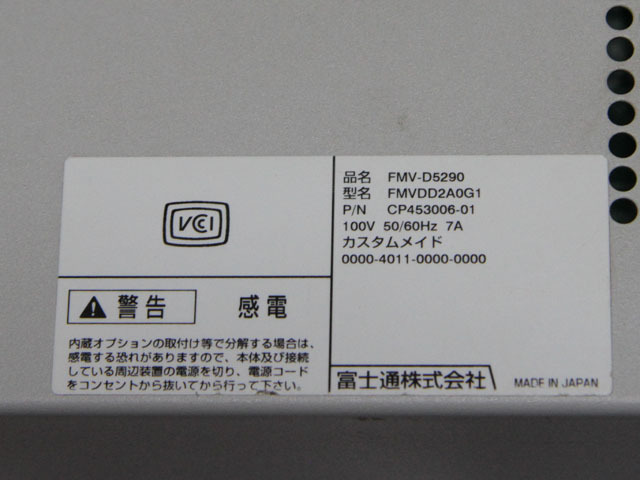 VCCI
警告 感電
内蔵オプションの取付け等で分解する場合は、
感電する恐れがありますので、本体及び接続
している周辺装置の電源を切り、電源コード
をコンセントから抜いてから行って下さい。
品名 FMV-D5290
型名 FMVDD2A0G1
P/N CP453006-01
100V 50/60Hz 7A
カスタムメイド
0000-4011-0000-0000
富士通株式会社 MADE IN JAPAN